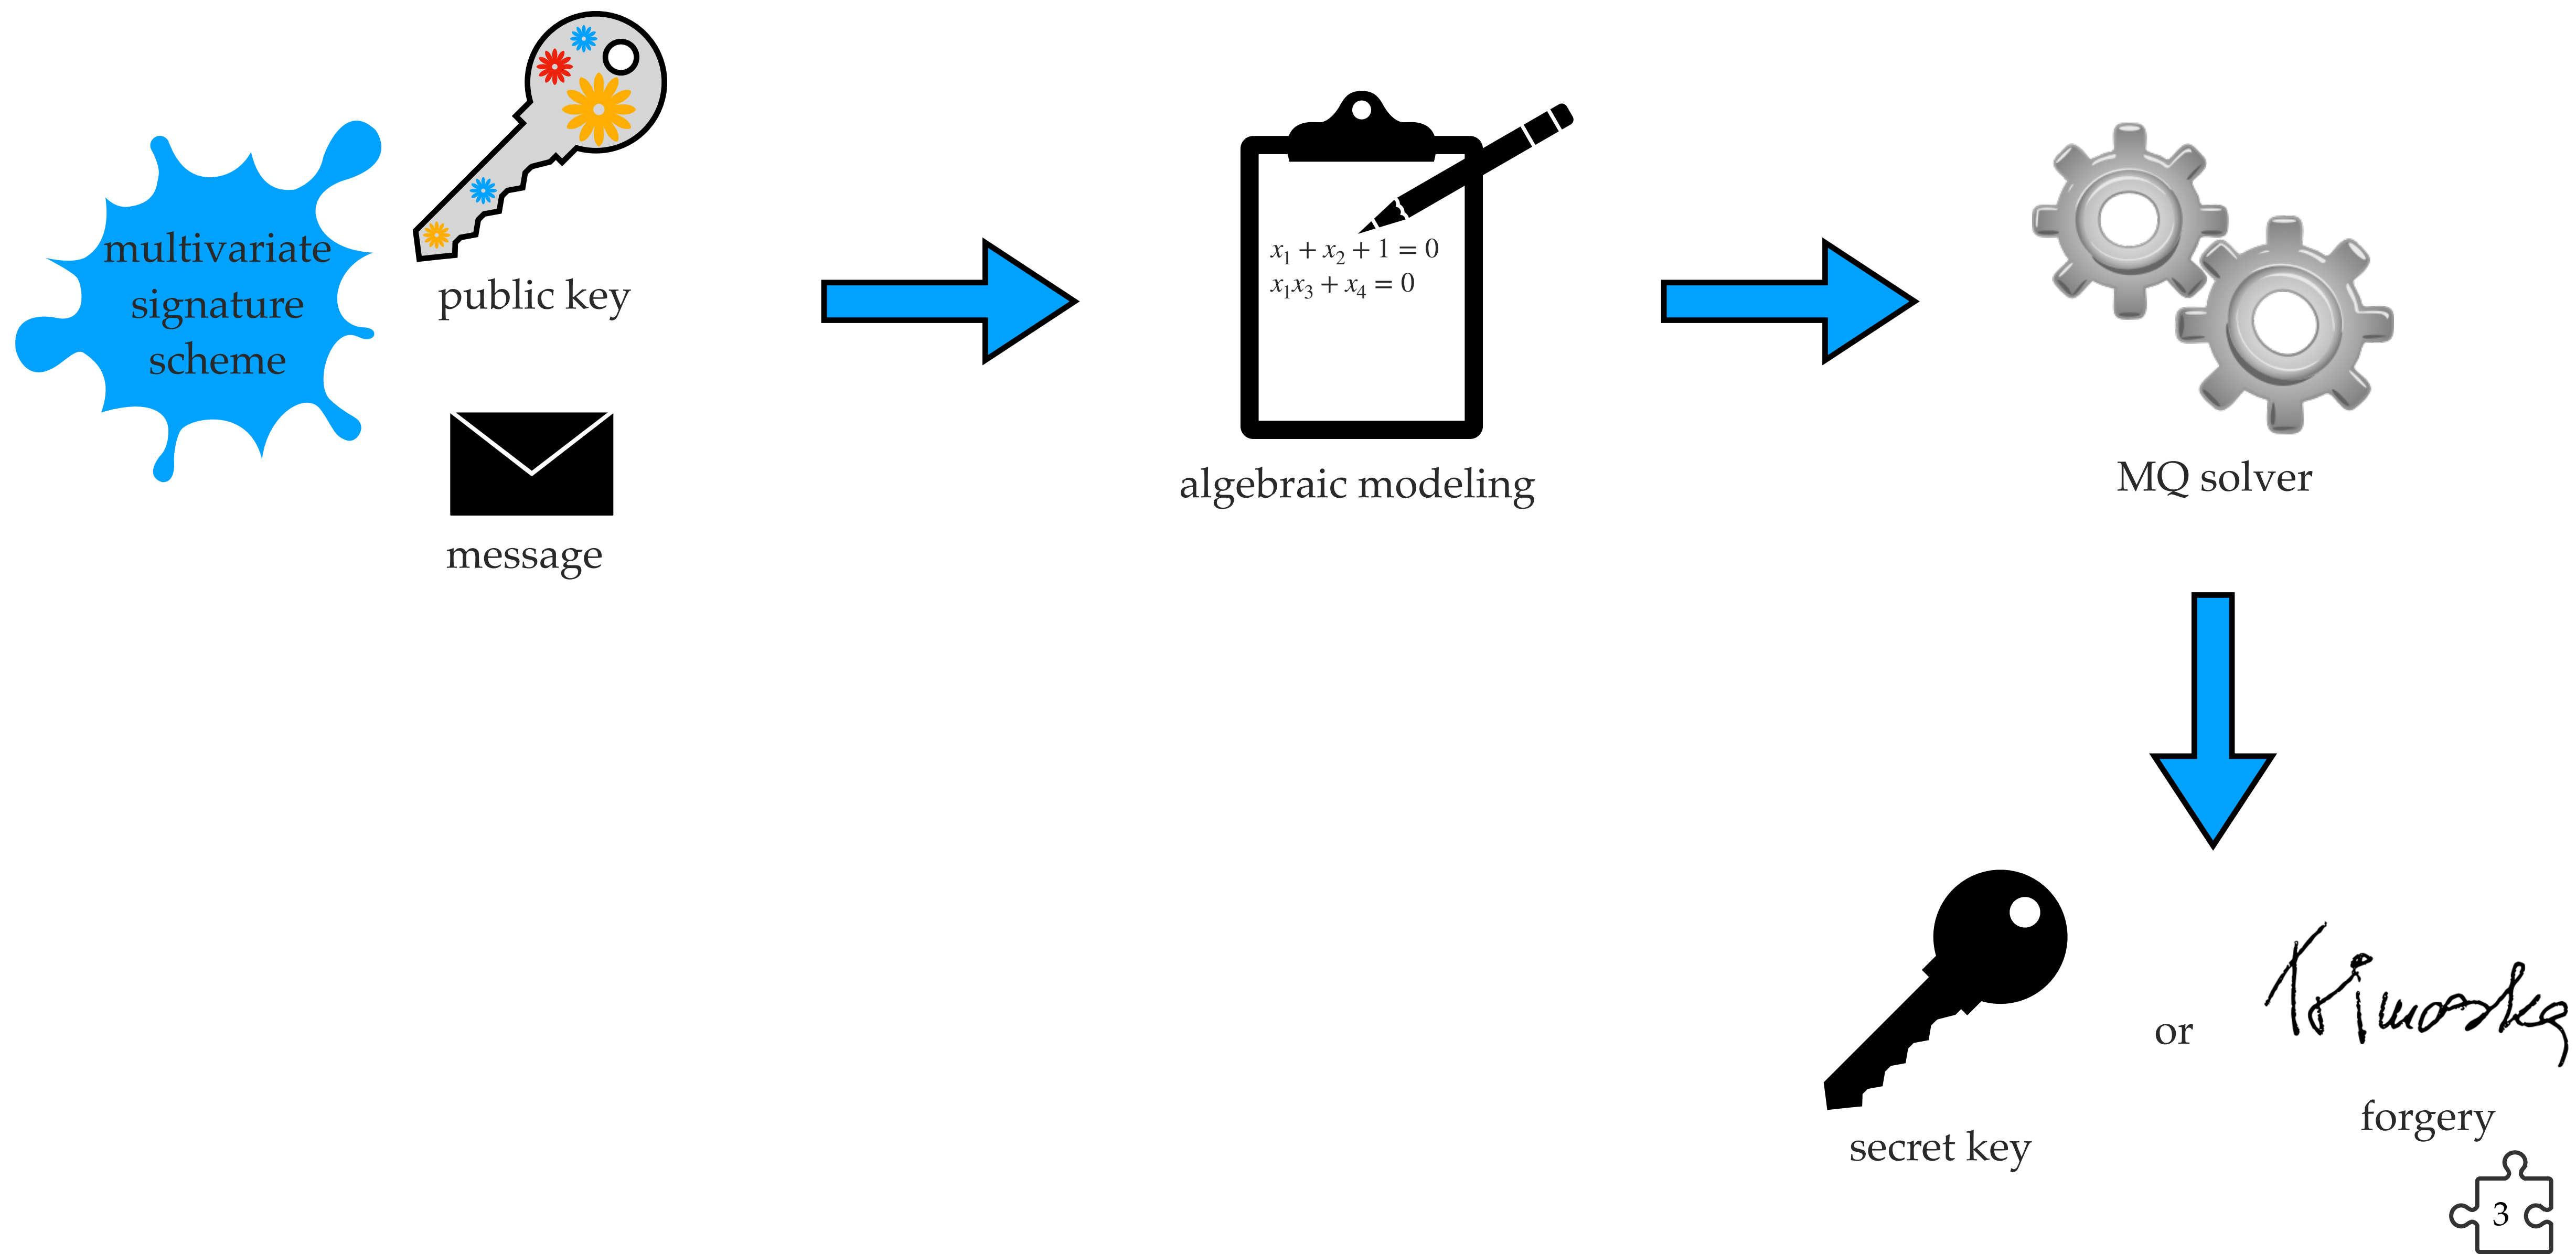 multivariate
signature
scheme
public key
message
x₁ + x₂ + 1 = 0
x₁x₃ + x₄ = 0
algebraic modeling
MQ solver
secret key
or
Trimoska
forgery
3